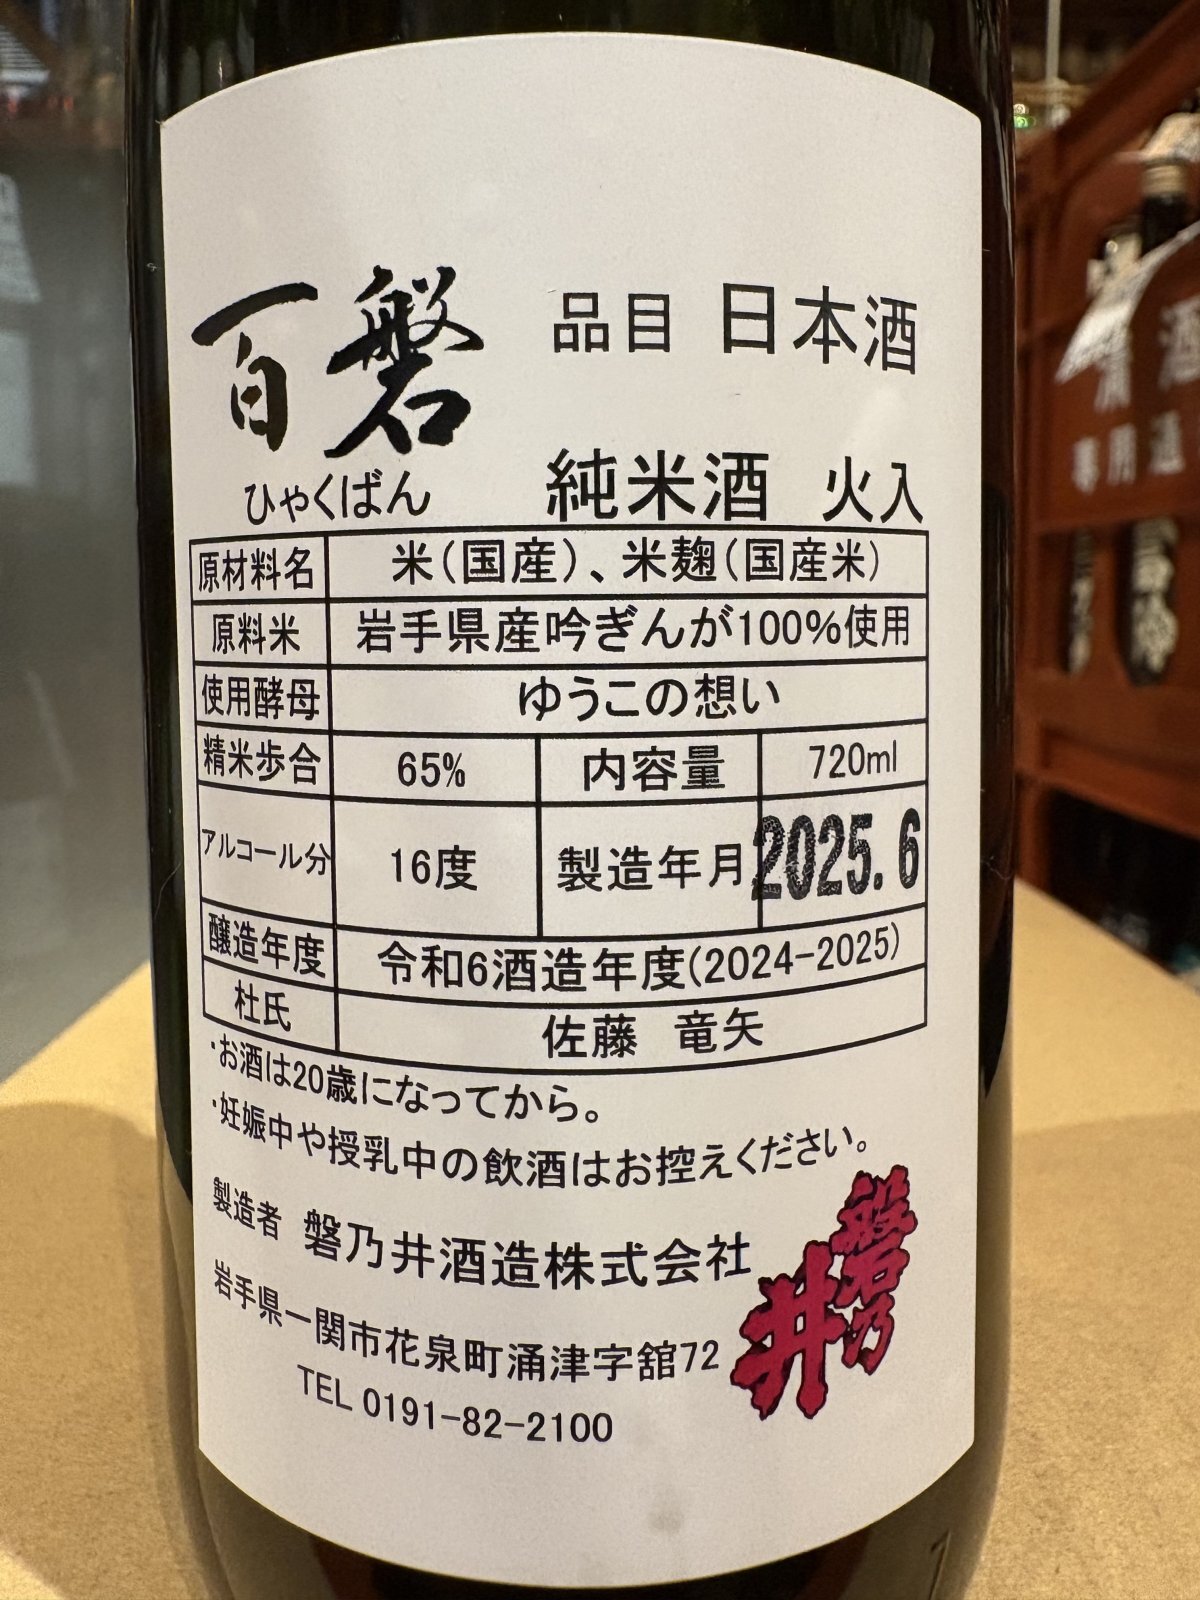 百磐
ひゃくばん
品目 日本酒
純米酒 火入
原材料名 米(国産)、米麹(国産米)
原料米 岩手県産吟ぎんが100%使用
使用酵母 ゆうこの想い
精米歩合 65% 内容量 720ml
アルコール分 16度 製造年月 2025.6
醸造年度 令和6酒造年度(2024-2025)
杜氏 佐藤 竜矢
・お酒は20歳になってから。
・妊娠中や授乳中の飲酒はお控えください。
製造者 磐乃井酒造株式会社
岩手県一関市花泉町涌津字舘72
TEL 0191-82-2100
磐乃井